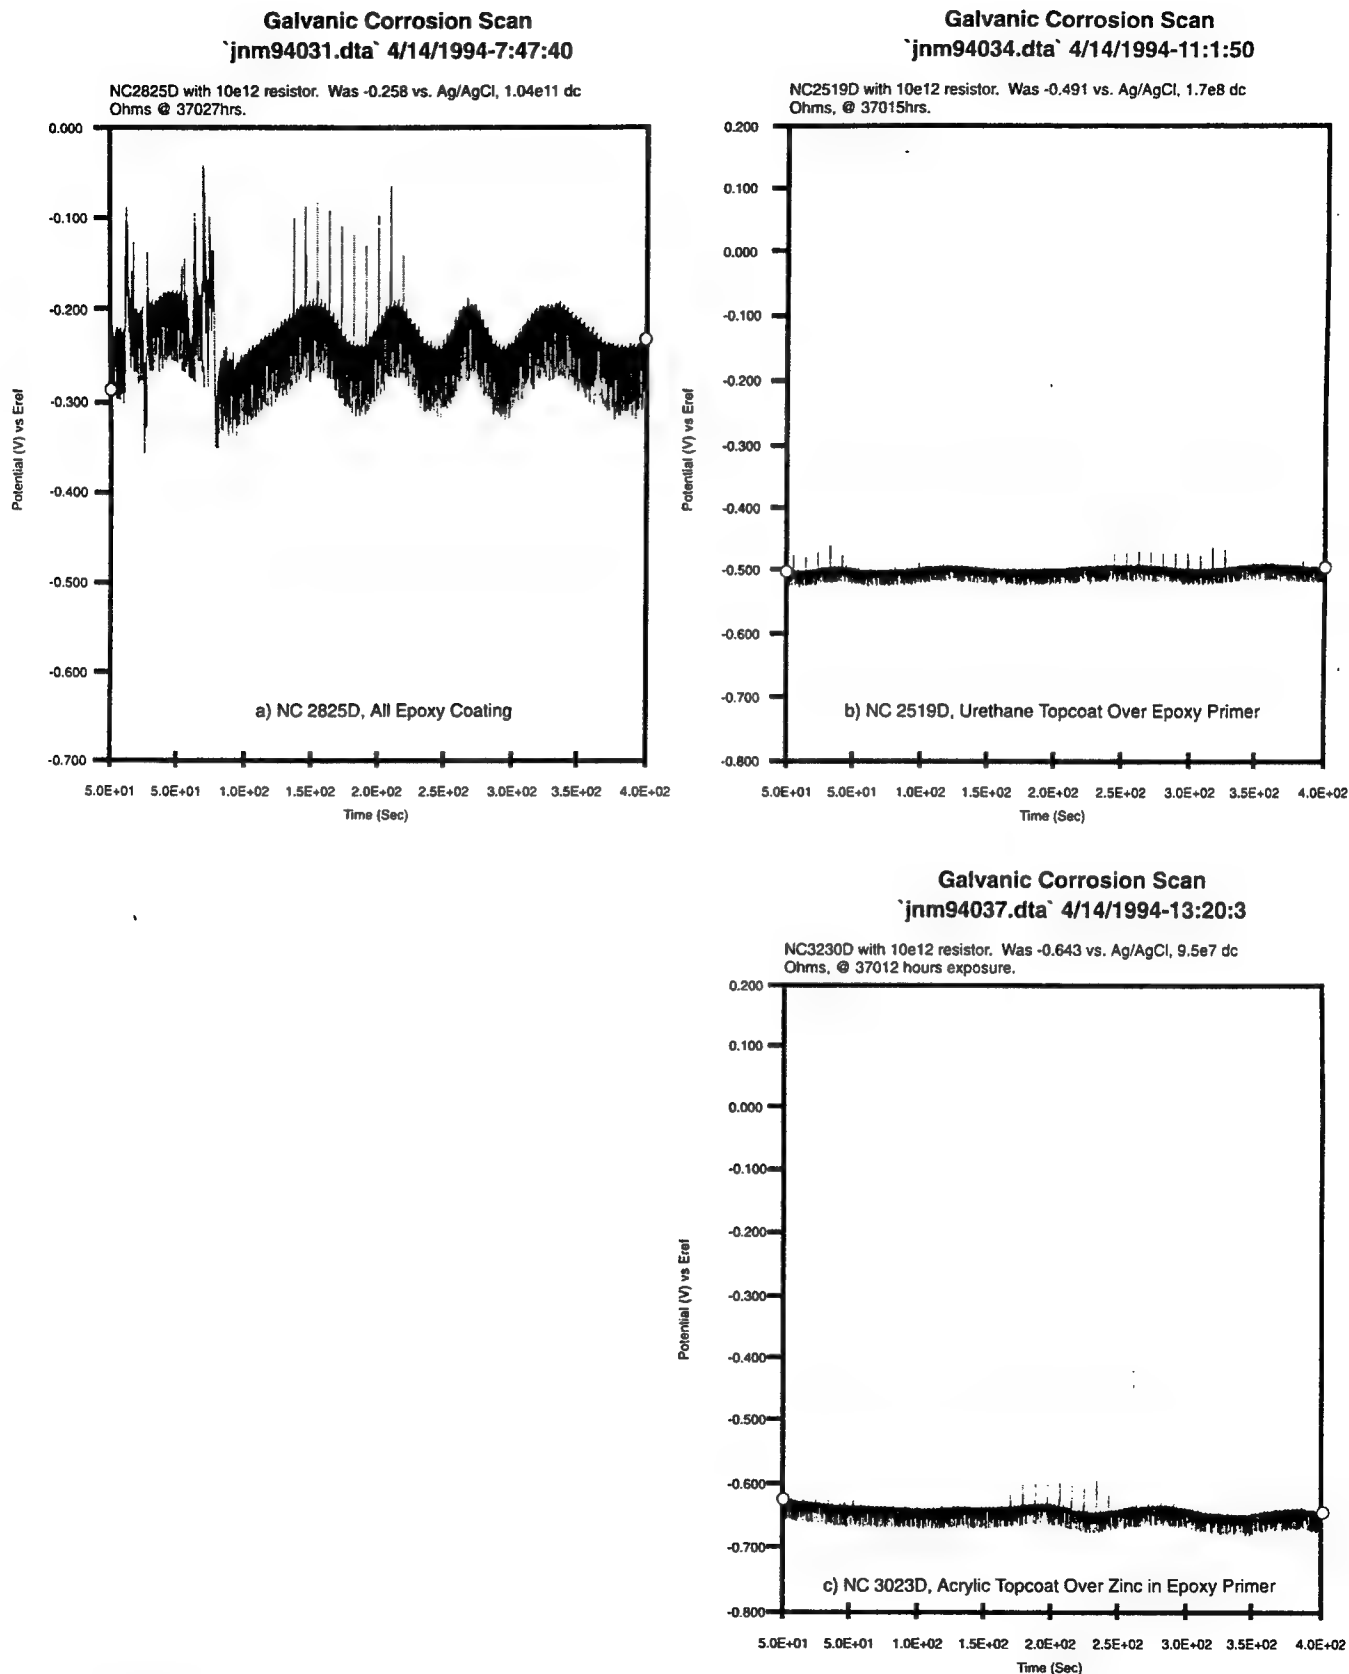 Galvanic Corrosion Scan
`jnm94031.dta` 4/14/1994-7:47:40
NC2825D with 10e12 resistor. Was -0.258 vs. Ag/AgCl, 1.04e11 dc
Ohms @ 37027hrs.
0.000
-0.100
-0.200
-0.300
-0.400
-0.500
-0.600
-0.700
Potential (V) vs Eref
a) NC 2825D, All Epoxy Coating
5.0E+01 5.0E+01 1.0E+02 1.5E+02 2.0E+02 2.5E+02 3.0E+02 3.5E+02 4.0E+02
Time (Sec)
Galvanic Corrosion Scan
`jnm94034.dta` 4/14/1994-11:1:50
NC2519D with 10e12 resistor. Was -0.491 vs. Ag/AgCl, 1.7e8 dc
Ohms, @ 37015hrs.
0.200
0.100
0.000
-0.100
-0.200
-0.300
-0.400
-0.500
-0.600
-0.700
-0.800
Potential (V) vs Eref
b) NC 2519D, Urethane Topcoat Over Epoxy Primer
5.0E+01 5.0E+01 1.0E+02 1.5E+02 2.0E+02 2.5E+02 3.0E+02 3.5E+02 4.0E+02
Time (Sec)
Galvanic Corrosion Scan
`jnm94037.dta` 4/14/1994-13:20:3
NC3230D with 10e12 resistor. Was -0.643 vs. Ag/AgCl, 9.5e7 dc
Ohms, @ 37012 hours exposure.
0.200
0.100
0.000
-0.100
-0.200
-0.300
-0.400
-0.500
-0.600
-0.700
-0.800
Potential (V) vs Eref
c) NC 3023D, Acrylic Topcoat Over Zinc in Epoxy Primer
5.0E+01 5.0E+01 1.0E+02 1.5E+02 2.0E+02 2.5E+02 3.0E+02 3.5E+02 4.0E+02
Time (Sec)